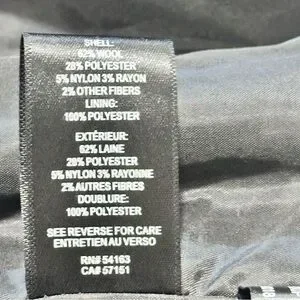 SHELL:
62% WOOL
28% POLYESTER
5% NYLON 3% RAYON
2% OTHER FIBERS
LINING:
100% POLYESTER
EXTÉRIEUR:
62% LAINE
28% POLYESTER
5% NYLON 3% RAYONNE
2% AUTRES FIBRES
DOUBLURE:
100% POLYESTER
SEE REVERSE FOR CARE
ENTRETIEN AU VERSO
RN# 54163
CA# 57151